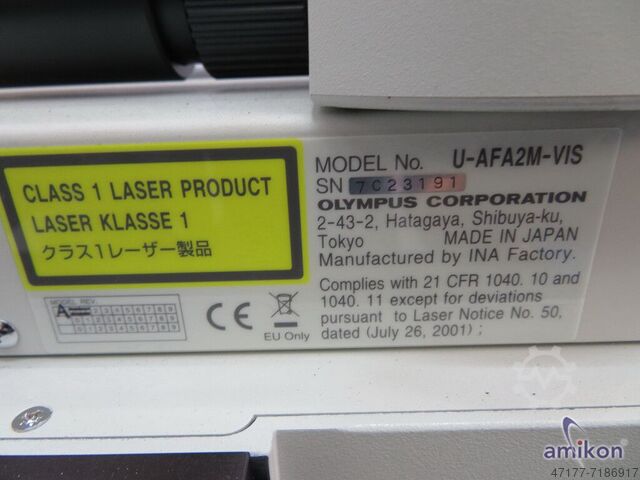 CLASS 1 LASER PRODUCT
LASER KLASSE 1
クラス1レーザー製品
MODEL No. U-AFA2M-VIS
SN 7C23191
OLYMPUS CORPORATION
2-43-2, Hatagaya, Shibuya-ku,
Tokyo MADE IN JAPAN
Manufactured by INA Factory.
Complies with 21 CFR 1040. 10 and
1040. 11 except for deviations
pursuant to Laser Notice No. 50,
dated (July 26, 2001) ;
MODEL REV.
A
CE
EU Only
amikon
47177-7186917